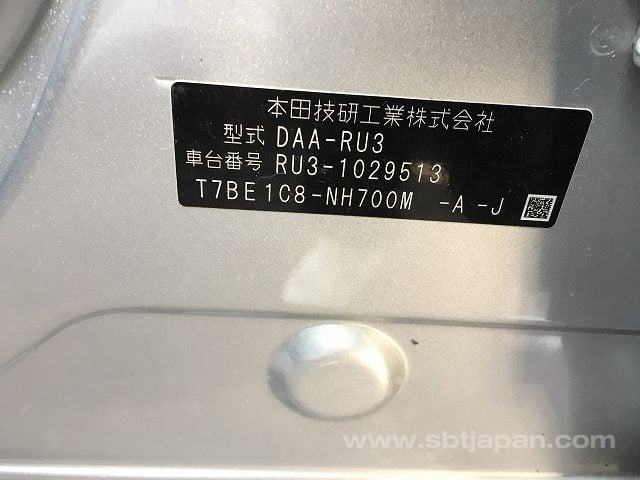 本田技研工業株式会社
型式 DAA-RU3
車台番号 RU3-1029513
T7BE1C8-NH700M -A -J
www.sbtjapan.com